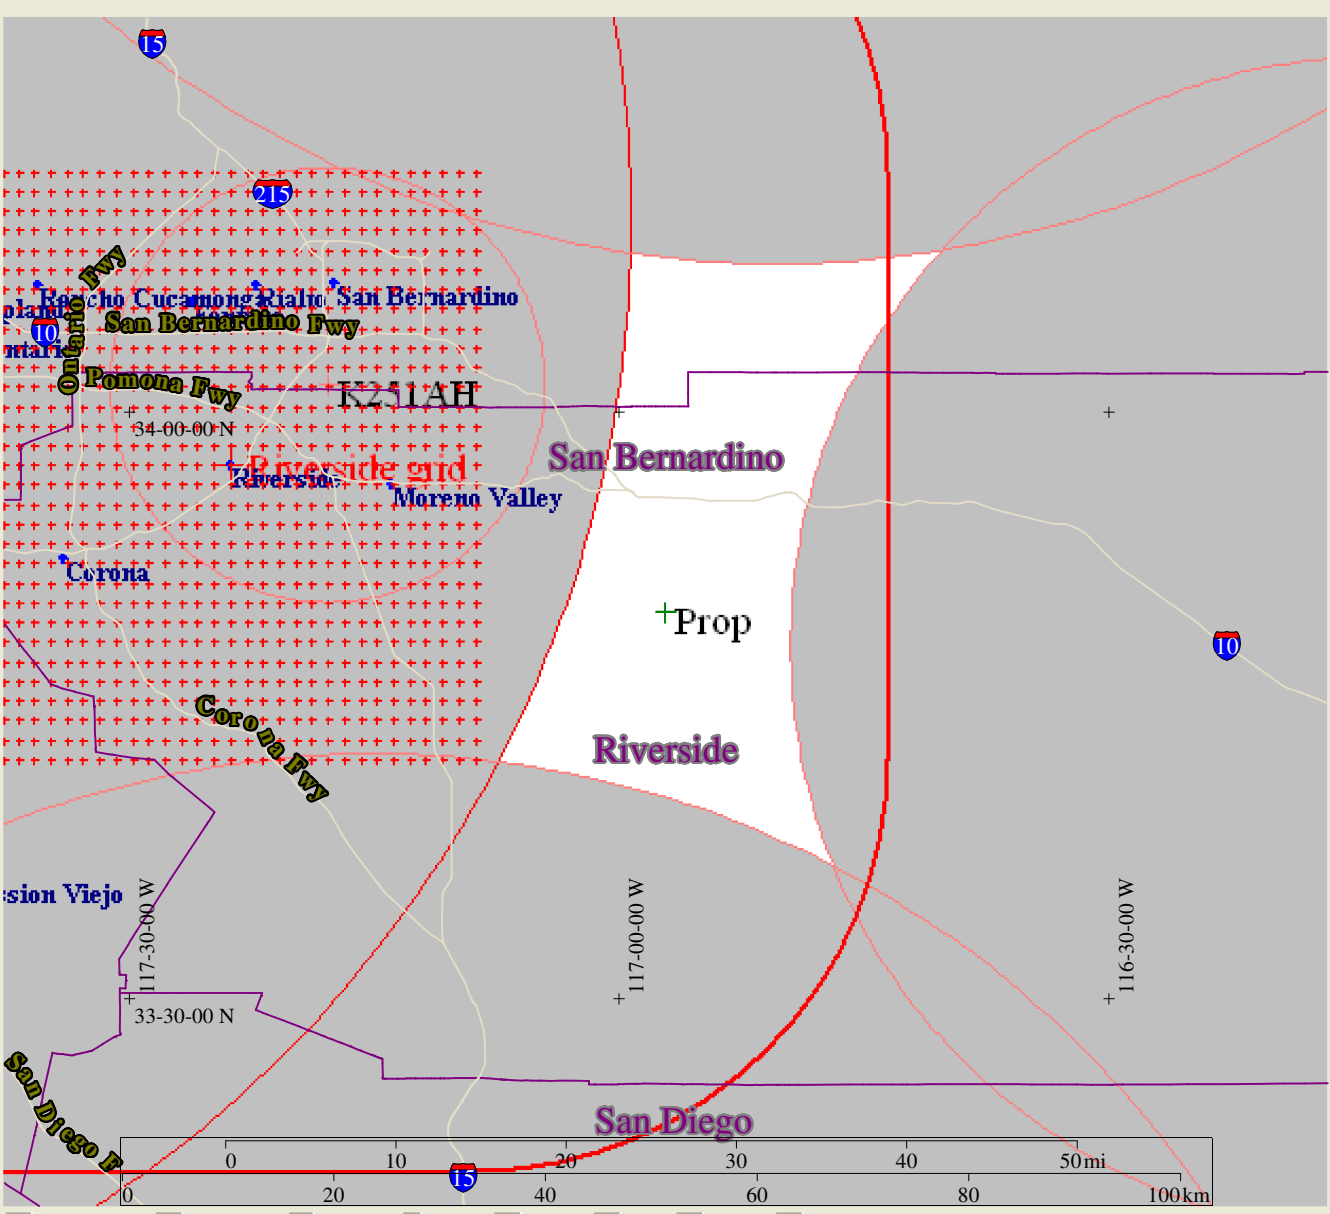 15
215
Ontario Fwy
Rancho Cucamonga
Rialto
San Bernardino
10
San Bernardino Fwy
Pomona Fwy
K251AH
34-00-00 N
San Bernardino
Riverside grid
Riverside
Moreno Valley
Corona
Prop
10
Corona Fwy
Riverside
ssion Viejo
117-30-00 W
117-00-00 W
116-30-00 W
33-30-00 N
San Diego F
San Diego
0 10 20 30 40 50 mi
15
0 20 40 60 80 100 km